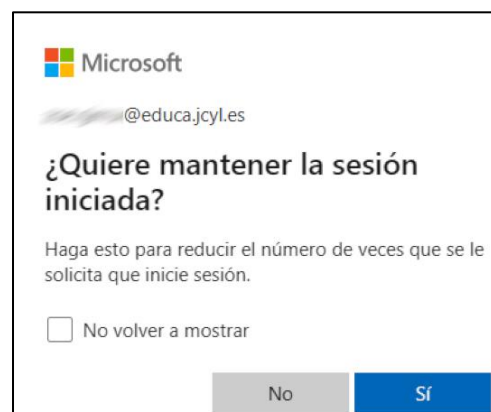 Microsoft
@educa.jcyl.es
¿Quiere mantener la sesión
iniciada?
Haga esto para reducir el número de veces que se le
solicita que inicie sesión.
No volver a mostrar
No Sí